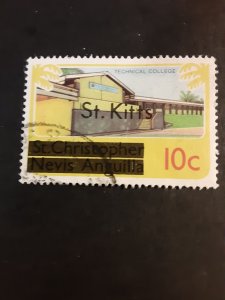 TECHNICAL COLLEGE
St. Kitts
St. Christopher
Nevis Anguilla
10c